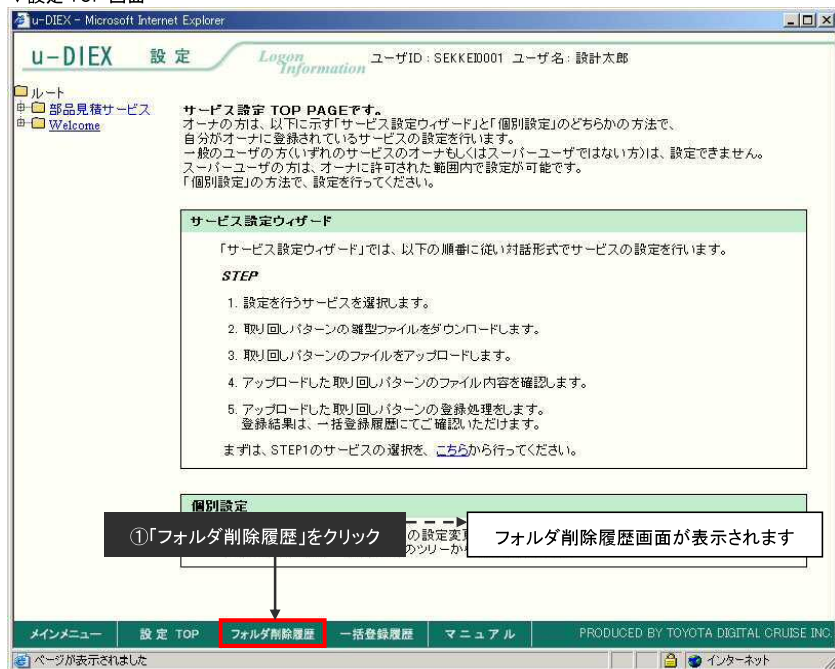 u-DIEX - Microsoft Internet Explorer
u-DIEX 設 定 Logon Information ユーザID : SEKKEI0001 ユーザ名 : 設計太郎
ルート
部品見積サービス
Welcome
サービス設定 TOP PAGEです。
オーナの方は、以下に示す「サービス設定ウィザード」と「個別設定」のどちらかの方法で、
自分がオーナに登録されているサービスの設定を行います。
一般のユーザの方(いずれのサービスのオーナもしくはスーパーユーザではない方)は、設定できません。
スーパーユーザの方は、オーナに許可された範囲内で設定が可能です。
「個別設定」の方法で、設定を行ってください。
サービス設定ウィザード
「サービス設定ウィザード」では、以下の順番に従い対話形式でサービスの設定を行います。
STEP
1. 設定を行うサービスを選択します。
2. 取り回しパターンの雛型ファイルをダウンロードします。
3. 取り回しパターンのファイルをアップロードします。
4. アップロードした取り回しパターンのファイル内容を確認します。
5. アップロードした取り回しパターンの登録処理をします。
登録結果は、一括登録履歴にてご確認いただけます。
まずは、STEP1のサービスの選択を、こちらから行ってください。
個別設定
①「フォルダ削除履歴」をクリック
フォルダ削除履歴画面が表示されます
の設定変
のツリーか
メインメニュー 設 定 TOP フォルダ削除履歴 一括登録履歴 マニュアル PRODUCED BY TOYOTA DIGITAL CRUISE INC.
ページが表示されました インターネット